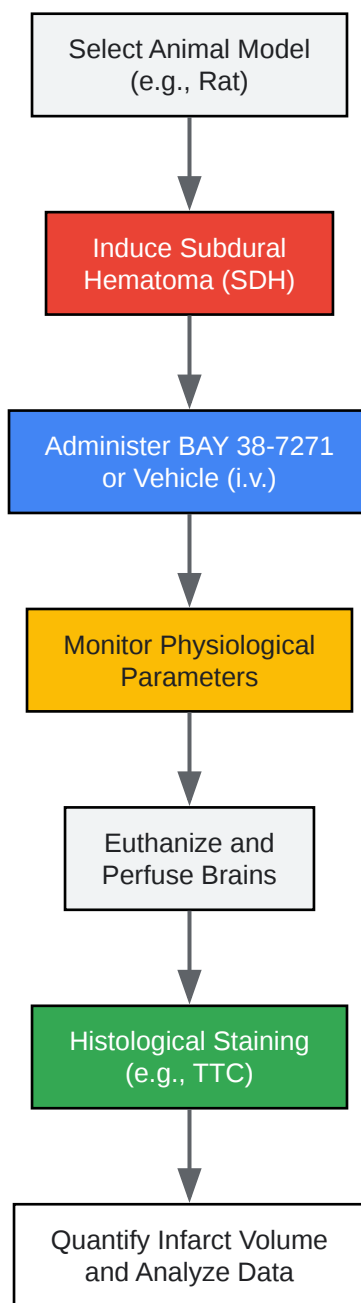 Select Animal Model
(e.g., Rat)
Induce Subdural
Hematoma (SDH)
Administer BAY 38-7271
or Vehicle (i.v.)
Monitor Physiological
Parameters
Euthanize and
Perfuse Brains
Histological Staining
(e.g., TTC)
Quantify Infarct Volume
and Analyze Data